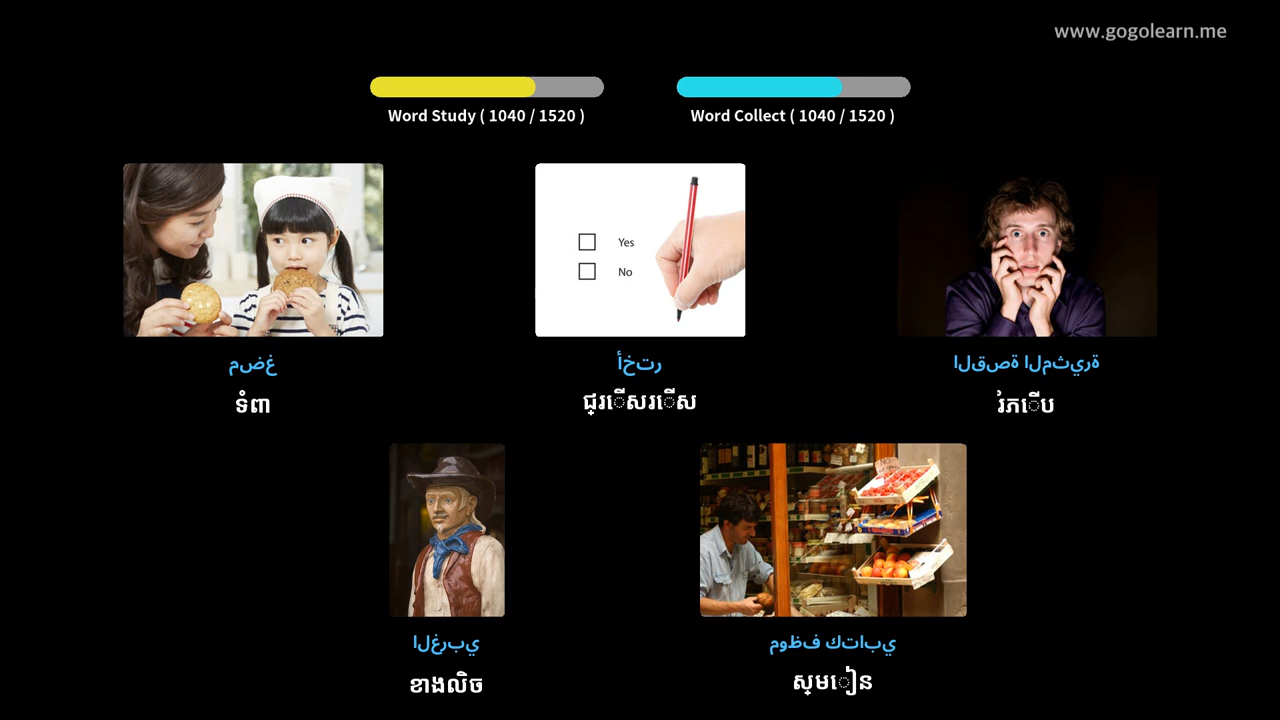 www.gogolearn.me
Word Study ( 1040 / 1520 )
Word Collect ( 1040 / 1520 )
Yes
No
مضغ
أختر
القصة المثيرة
ទំពា
ជ្រើសរើស
រំភើប
الغربي
موظف كتابي
ខាងលិច
ស្មៀន